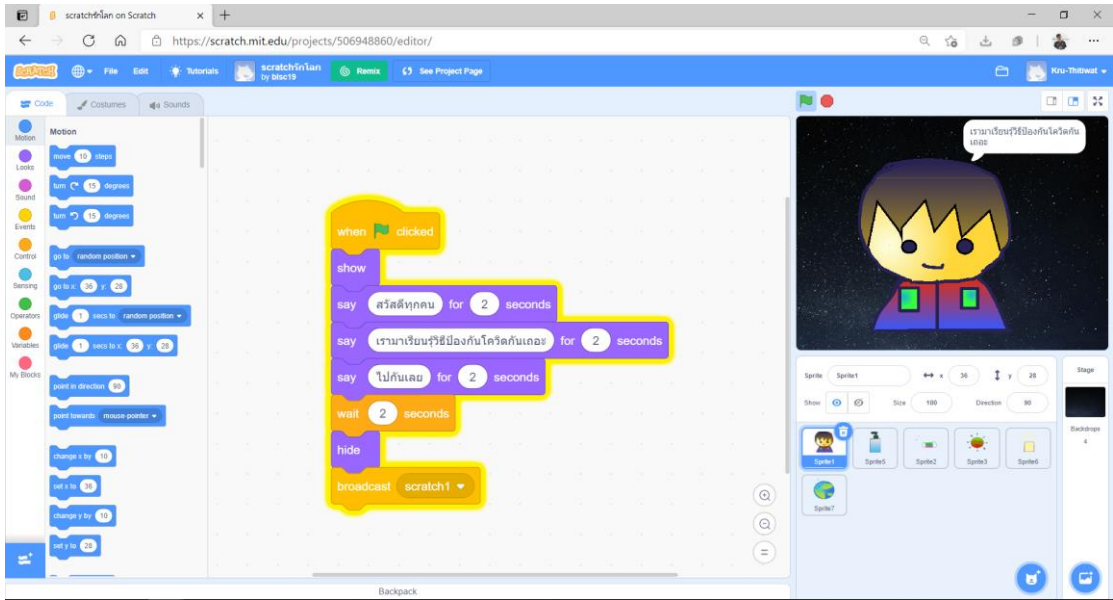 scratchรักโลก on Scratch
https://scratch.mit.edu/projects/506948860/editor/
SCRATCH
File
Edit
Tutorials
scratchรักโลก
by bisc19
Remix
See Project Page
Kru-Thitiwat
Code
Costumes
Sounds
Motion
Looks
Sound
Events
Control
Sensing
Operators
Variables
My Blocks
Motion
move 10 steps
turn 15 degrees
turn 15 degrees
go to random position
go to x: 36 y: 28
glide 1 secs to random position
glide 1 secs to x: 36 y: 28
point in direction 90
point towards mouse-pointer
change x by 10
set x to 36
change y by 10
set y to 28
when clicked
show
say สวัสดีทุกคน for 2 seconds
say เรามาเรียนรู้วิธีป้องกันโควิดกันเถอะ for 2 seconds
say ไปกันเลย for 2 seconds
wait 2 seconds
hide
broadcast scratch1
Backpack
เรามาเรียนรู้วิธีป้องกันโควิดกัน
เถอะ
Sprite Sprite1 x 36 y 28
Show Size 100 Direction 90
Sprite1
Sprite5
Sprite2
Sprite3
Sprite6
Sprite7
Stage
Backdrops
4